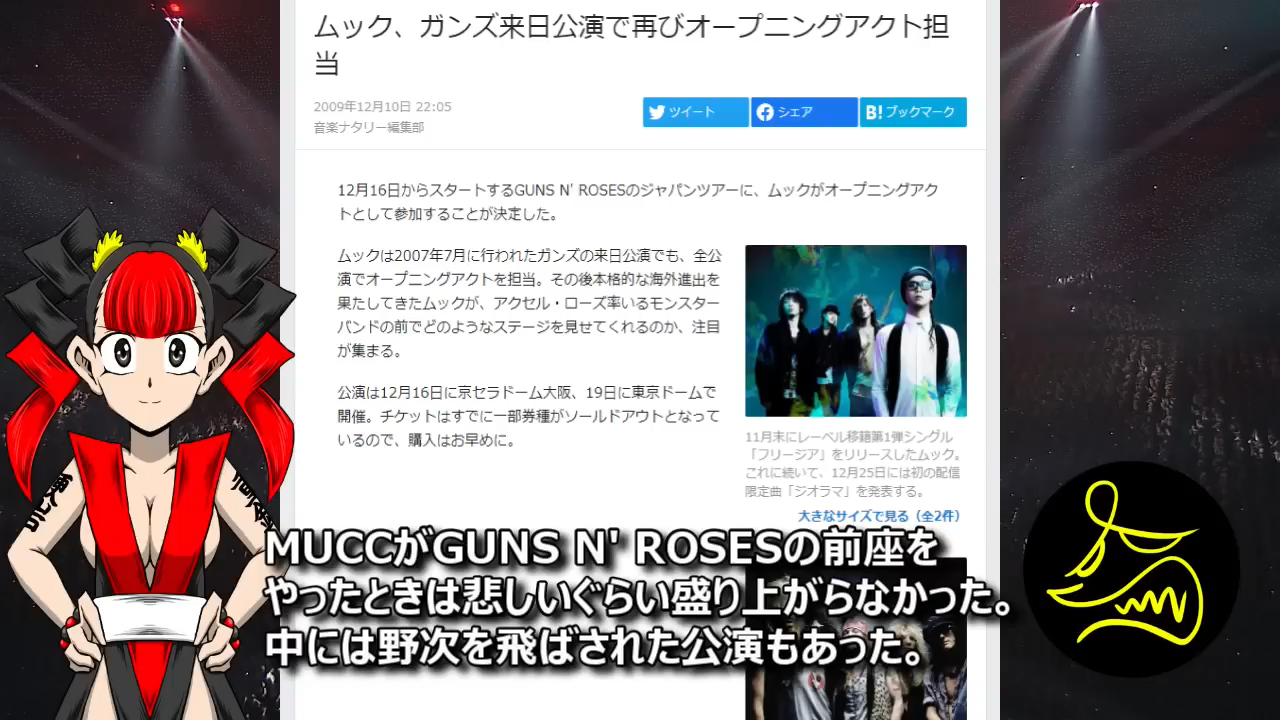 ムック、ガンズ来日公演で再びオープニングアクト担
当
2009年12月10日 22:05
音楽ナタリー編集部
ツイート
シェア
B! ブックマーク
12月16日からスタートするGUNS N' ROSESのジャパンツアーに、ムックがオープニングアク
トとして参加することが決定した。
ムックは2007年7月に行われたガンズの来日公演でも、全公
演でオープニングアクトを担当。その後本格的な海外進出を
果たしてきたムックが、アクセル・ローズ率いるモンスター
バンドの前でどのようなステージを見せてくれるのか、注目
が集まる。
公演は12月16日に京セラドーム大阪、19日に東京ドームで
開催。チケットはすでに一部券種がソールドアウトとなって
いるので、購入はお早めに。
11月末にレーベル移籍第1弾シングル
「フリージア」をリリースしたムック。
これに続いて、12月25日には初の配信
限定曲「ジオラマ」を発表する。
大きなサイズで見る（全2件）
MUCCがGUNS N' ROSESの前座を
やったときは悲しいぐらい盛り上がらなかった。
中には野次を飛ばされた公演もあった。